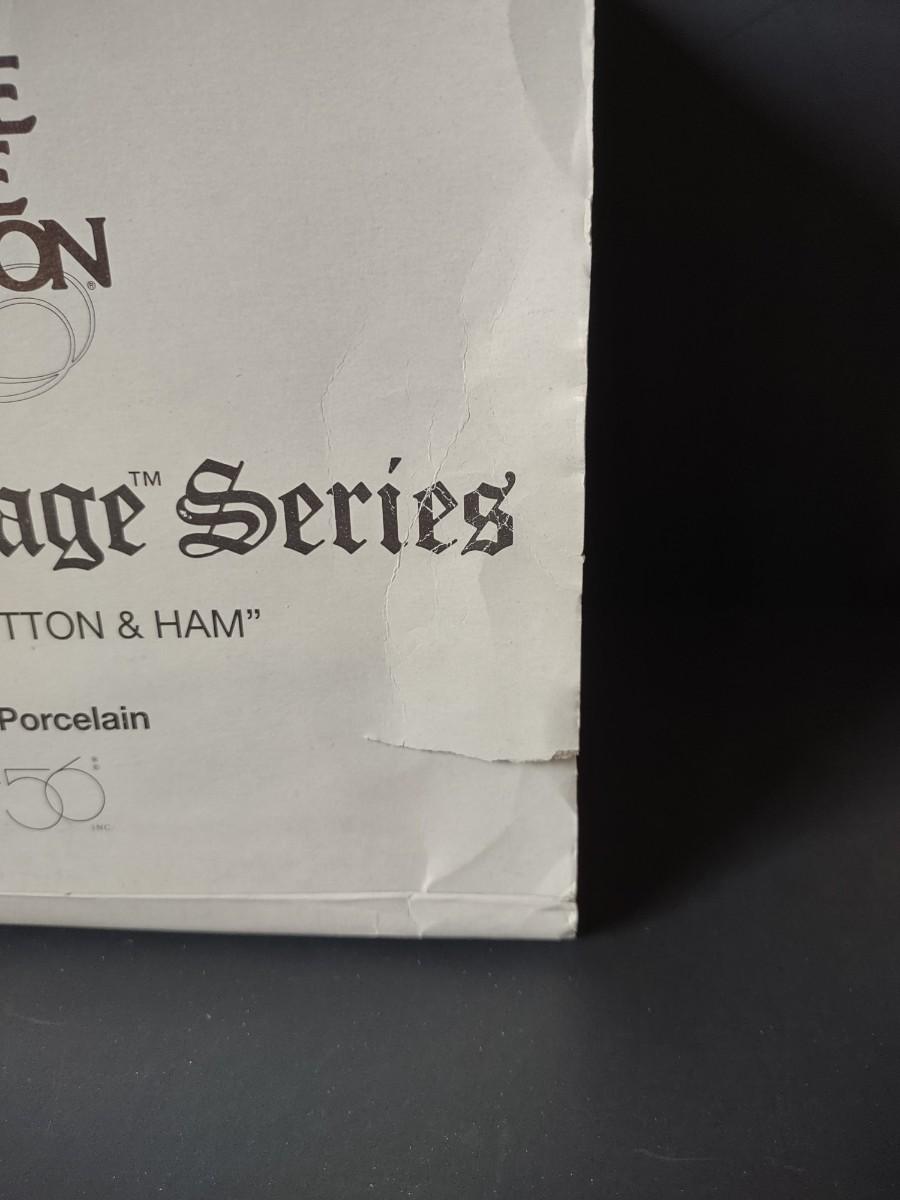 E
E
ON®
age™ Series
TTON & HAM”
Porcelain
56®
INC.